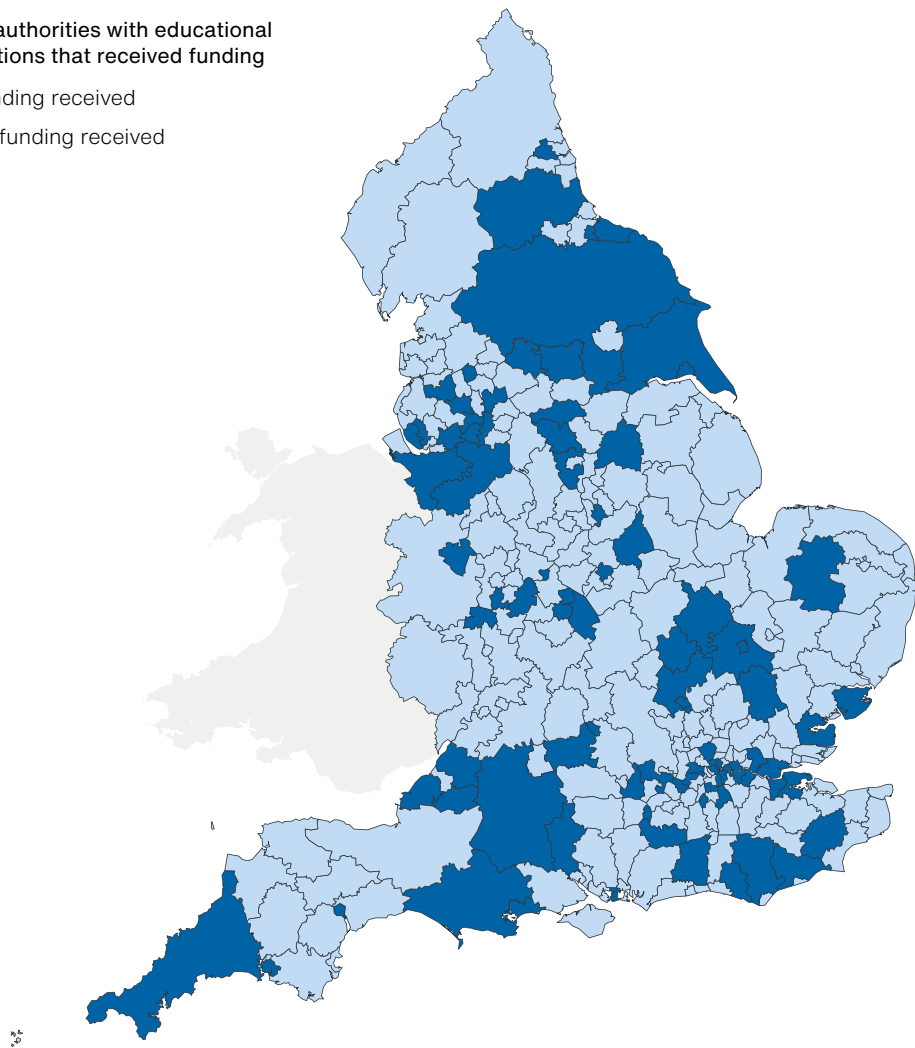 authorities with educational
tions that received funding
ding received
funding received